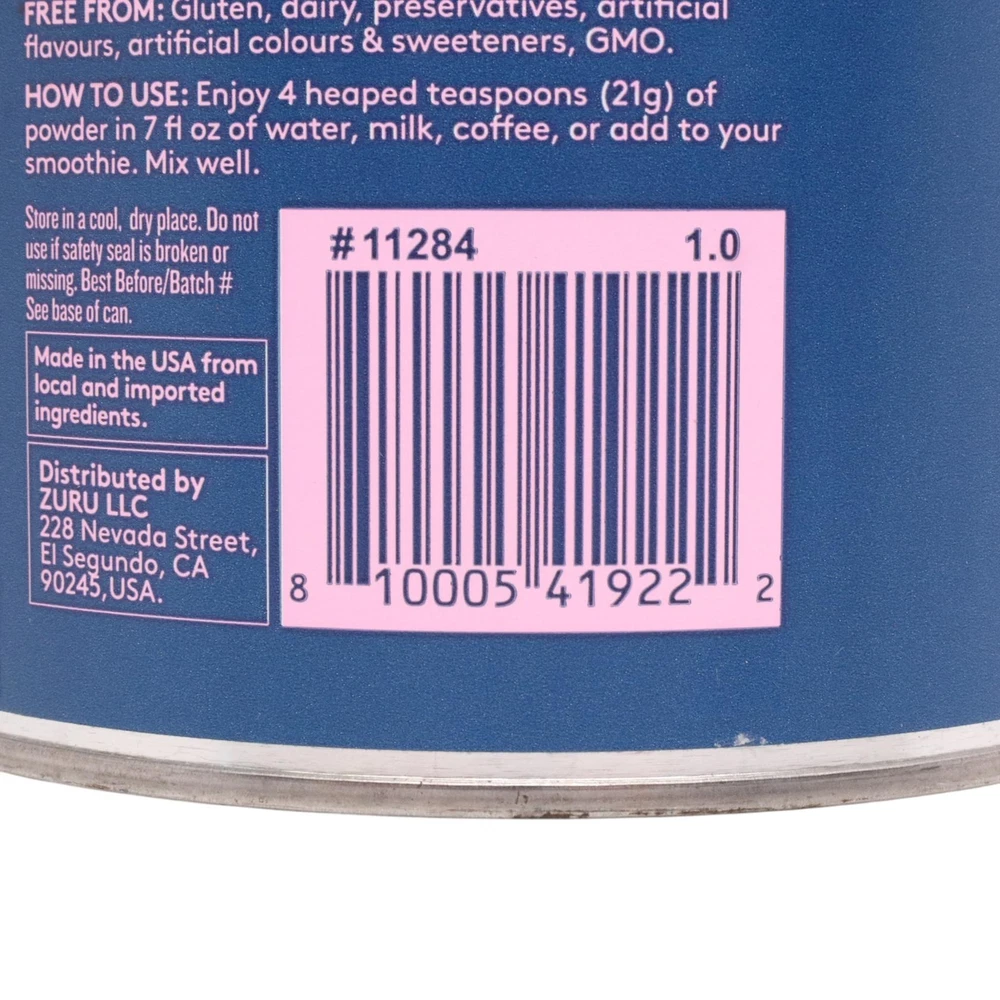 FREE FROM: Gluten, dairy, preservatives, artificial
flavours, artificial colours & sweeteners, GMO.
HOW TO USE: Enjoy 4 heaped teaspoons (21g) of
powder in 7 fl oz of water, milk, coffee, or add to your
smoothie. Mix well.
Store in a cool, dry place. Do not
use if safety seal is broken or
missing. Best Before/Batch #
See base of can.
Made in the USA from
local and imported
ingredients.
Distributed by
ZURU LLC
228 Nevada Street,
El Segundo, CA
90245, USA.
#11284 1.0
8 10005 41922 2